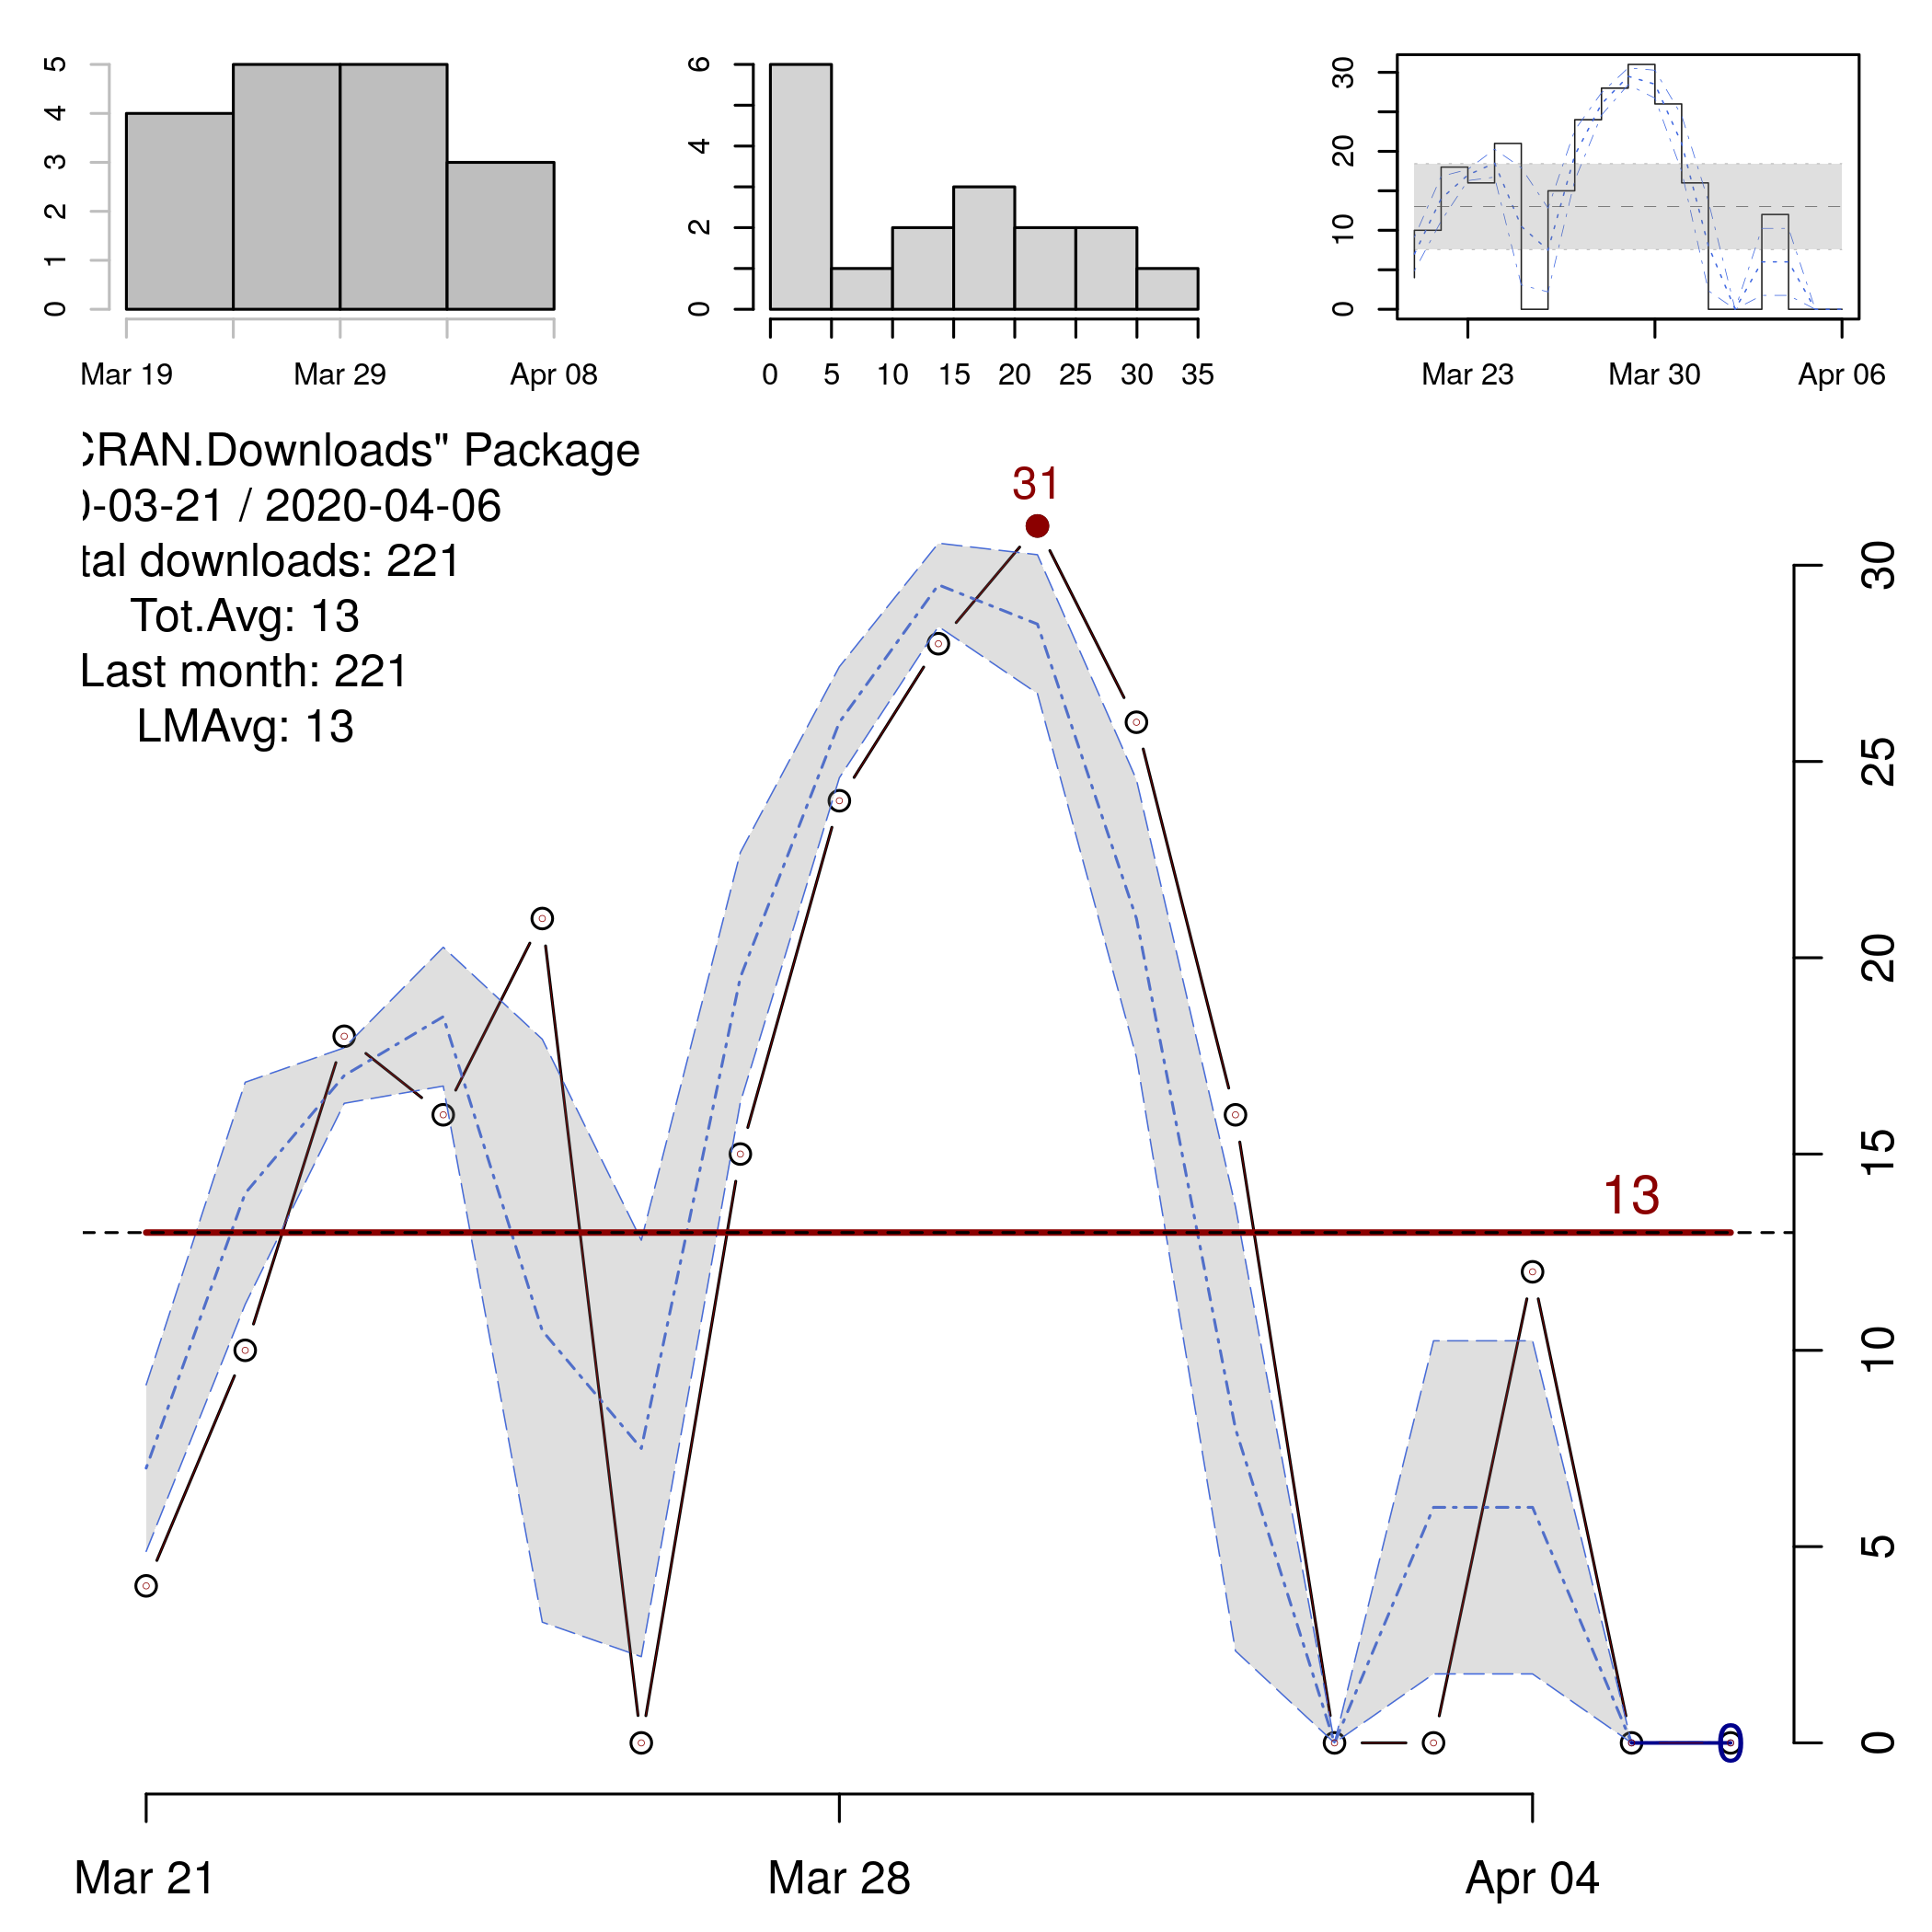 5
4
3
2
1
0
Mar 19 Mar 29 Apr 08
6
4
2
0
0 5 10 15 20 25 30 35
30
20
10
0
Mar 23 Mar 30 Apr 06
CRAN.Downloads" Package
0-03-21 / 2020-04-06
tal downloads: 221
Tot.Avg: 13
Last month: 221
LMAvg: 13
31
13
30
25
20
15
10
5
0
0
Mar 21 Mar 28 Apr 04